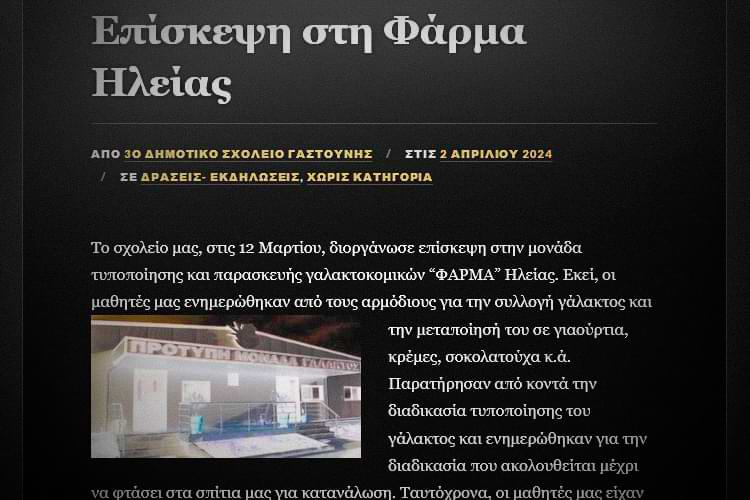 Επίσκεψη στη Φάρμα
Ηλείας
ΑΠΟ 3Ο ΔΗΜΟΤΙΚΟ ΣΧΟΛΕΙΟ ΓΑΣΤΟΥΝΗΣ / ΣΤΙΣ 2 ΑΠΡΙΛΙΟΥ 2024
/ ΣΕ ΔΡΑΣΕΙΣ- ΕΚΔΗΛΩΣΕΙΣ, ΧΩΡΙΣ ΚΑΤΗΓΟΡΙΑ
Το σχολείο μας, στις 12 Μαρτίου, διοργάνωσε επίσκεψη στην μονάδα
τυποποίησης και παρασκευής γαλακτοκομικών “ΦΑΡΜΑ” Ηλείας. Εκεί, οι
μαθητές μας ενημερώθηκαν από τους αρμόδιους για την συλλογή γάλακτος και
την μεταποίησή του σε γιαούρτια,
κρέμες, σοκολατούχα κ.ά.
Παρατήρησαν από κοντά την
διαδικασία τυποποίησης του
γάλακτος και ενημερώθηκαν για την
διαδικασία που ακολουθείται μέχρι
να φτάσει στα σπίτια μας για κατανάλωση. Ταυτόχρονα, οι μαθητές μας είχαν
ΠΡΟΤΥΠΗ ΜΟΝΑΔΑ ΓΑΛΑΚΤΟΣ